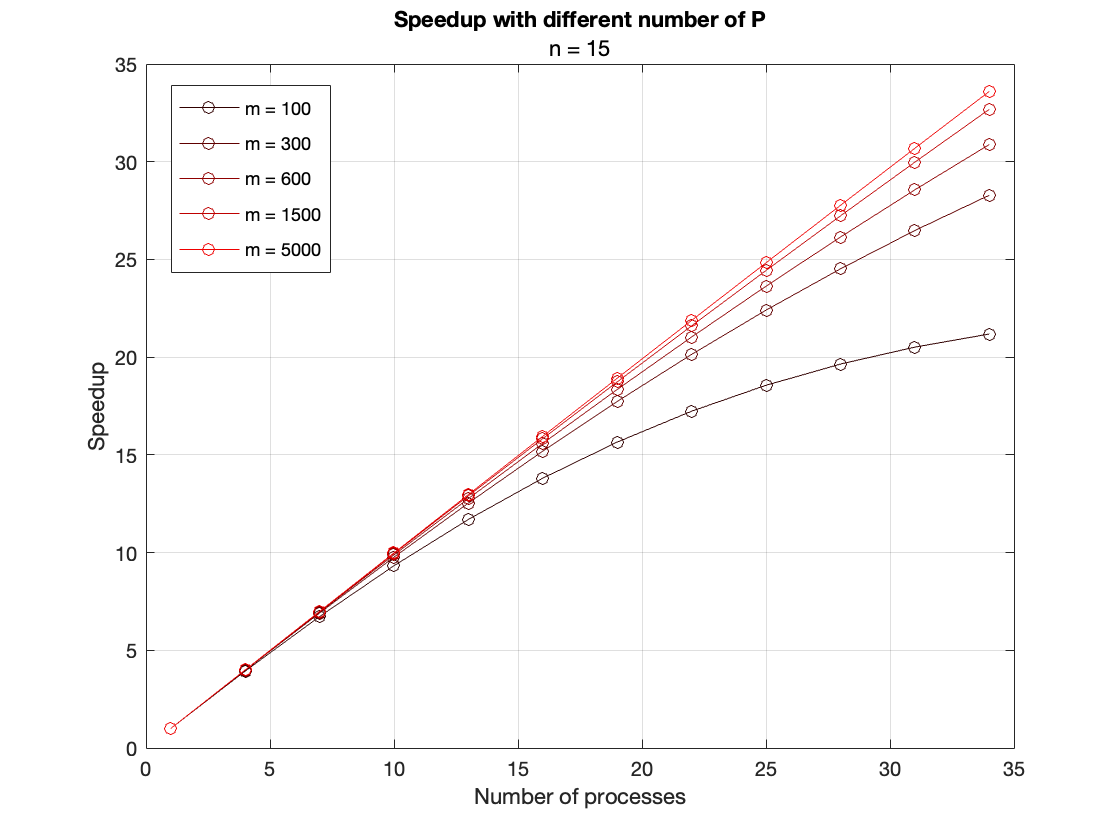 Speedup with different number of P
n = 15
35
30
25
20
15
10
5
0
m = 100
m = 300
m = 600
m = 1500
m = 5000
Speedup
0 5 10 15 20 25 30 35
Number of processes